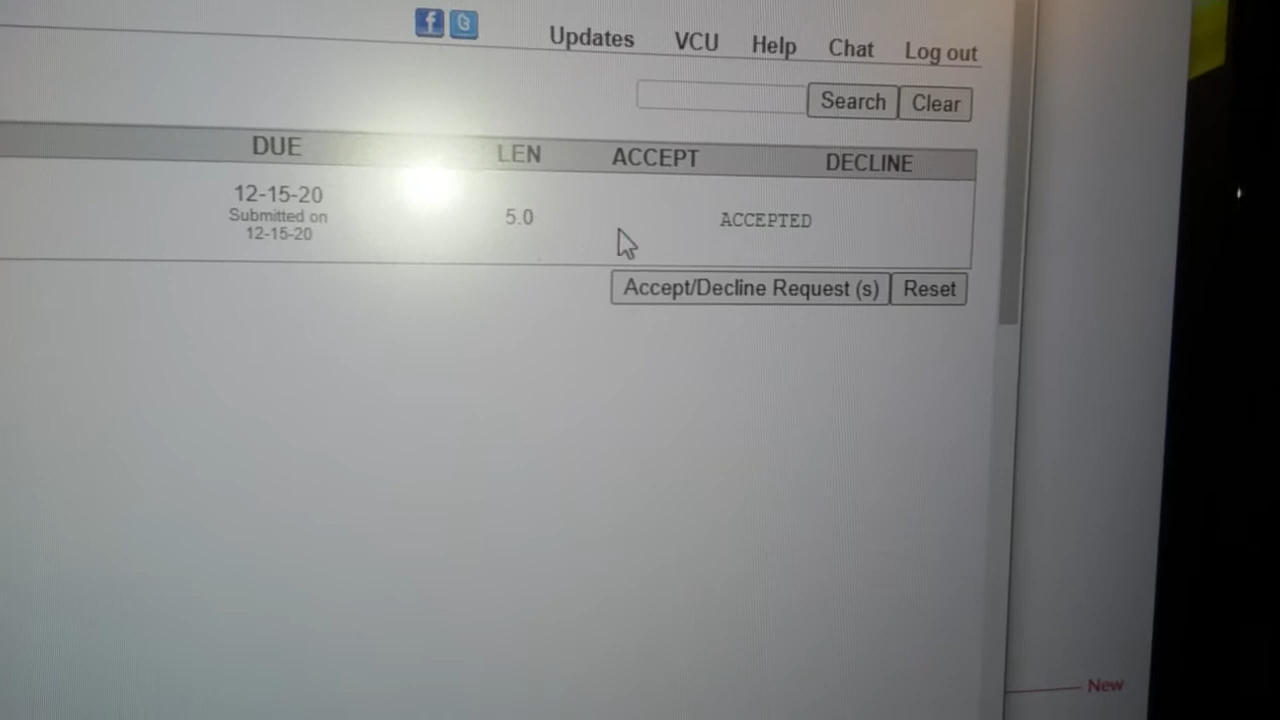 Updates VCU Help Chat Log out
Search Clear
DUE LEN ACCEPT DECLINE
12-15-20
Submitted on
12-15-20
5.0
ACCEPTED
Accept/Decline Request (s) Reset
New